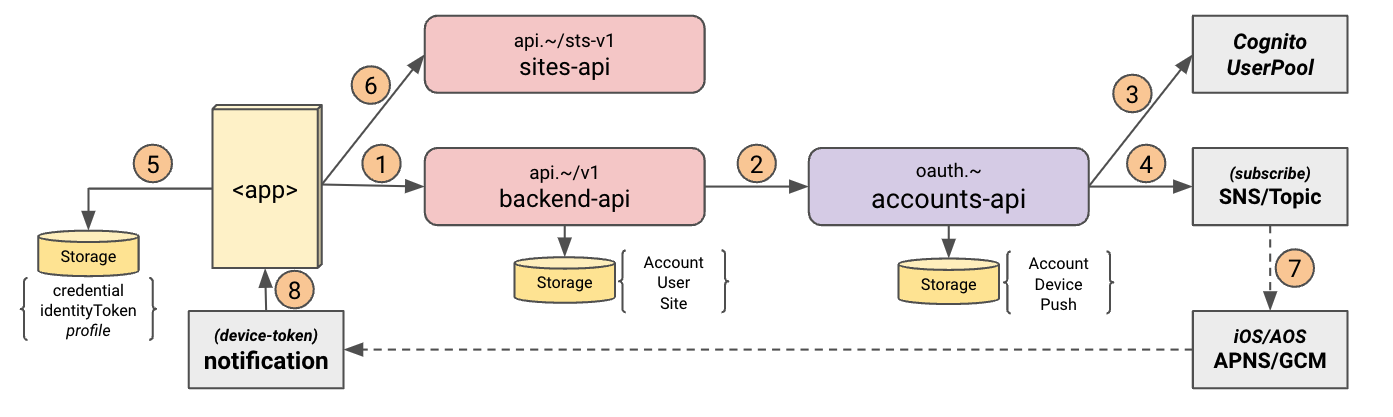 api.~/sts-v1
sites-api
Cognito
UserPool
6
3
5
1
2
4
<app>
api.~/v1
backend-api
oauth.~
accounts-api
(subscribe)
SNS/Topic
Storage
credential
identityToken
profile
Storage
Account
User
Site
Storage
Account
Device
Push
7
8
(device-token)
notification
iOS/AOS
APNS/GCM